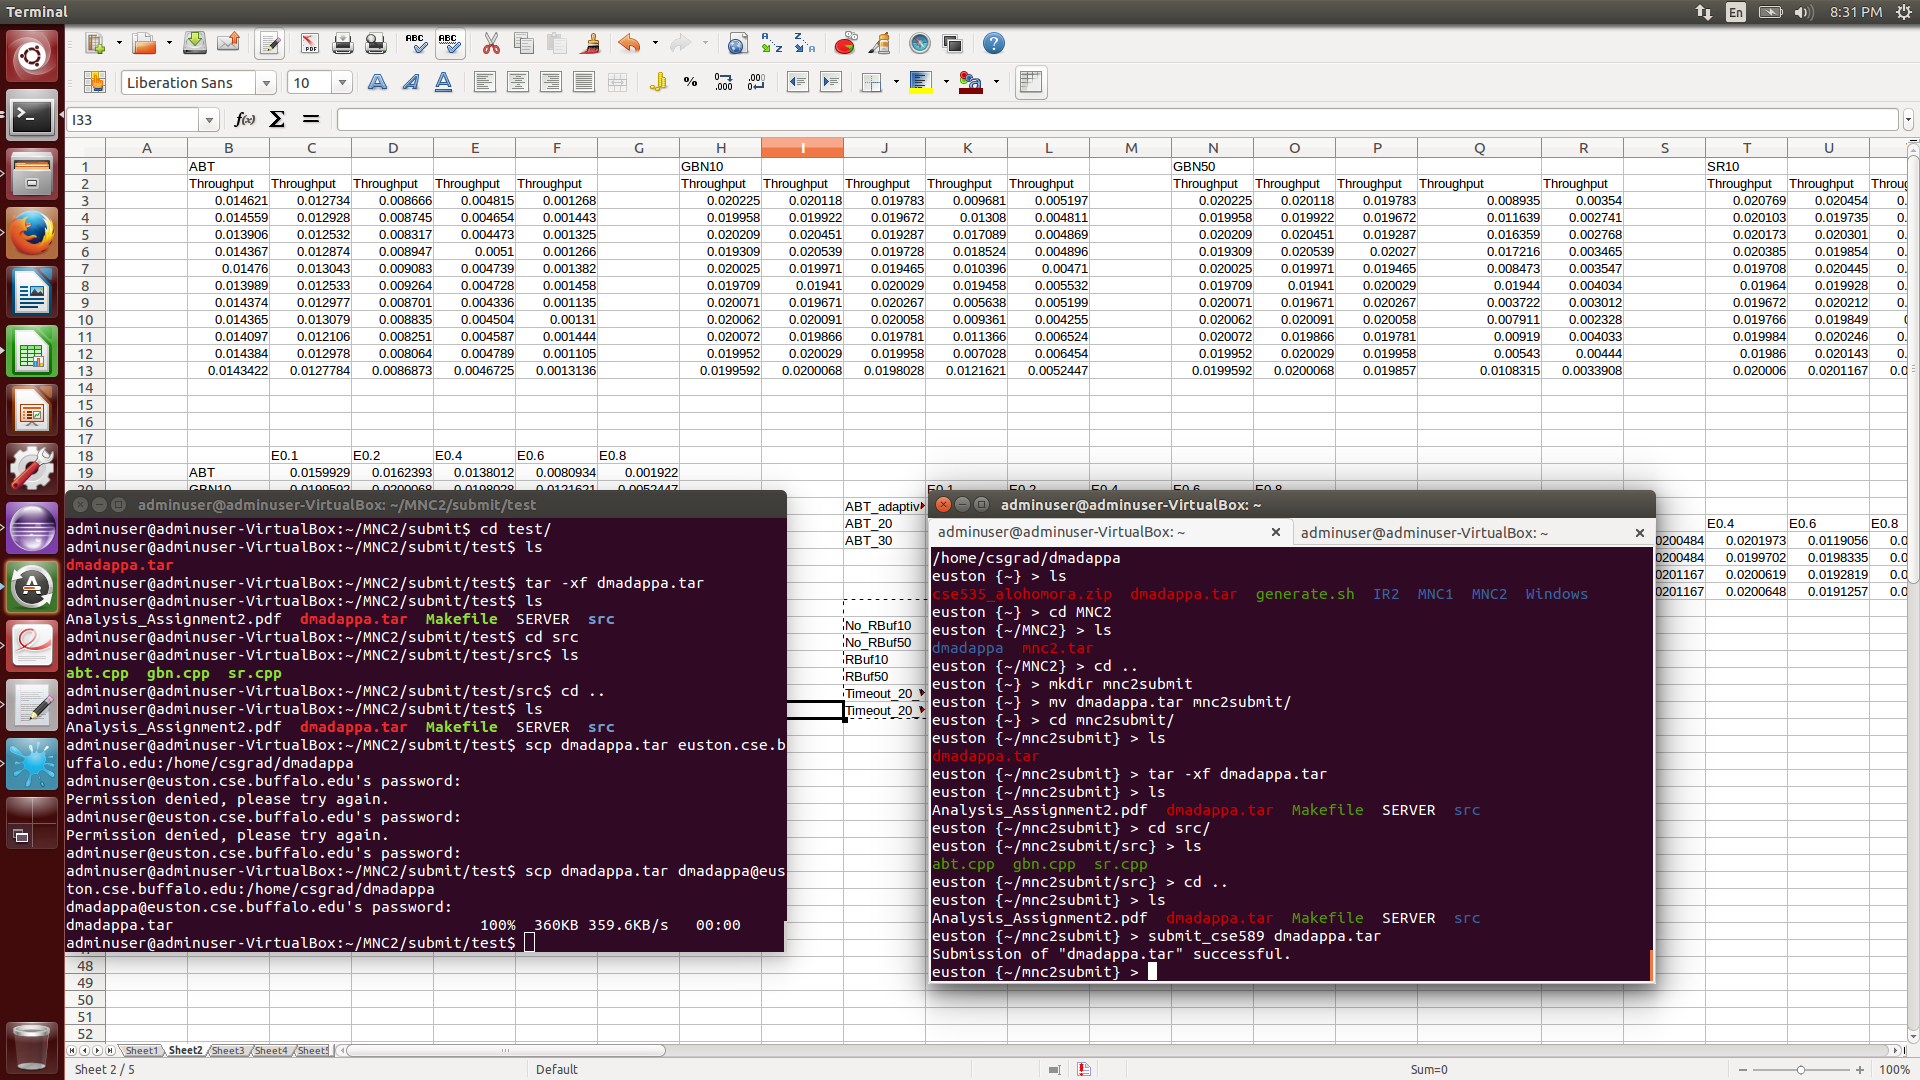 Terminal
En
8:31 PM
Liberation Sans
10
I33
A B C D E F G H I J K L M N O P Q R S T U
1 ABT GBN10 GBN50 SR10
2 Throughput Throughput Throughput Throughput Throughput Throughput Throughput Throughput Throughput Throughput Throughput Throughput Throughput Throughput Throughput Throughput Throughput Throug
3 0.014621 0.012734 0.008666 0.004815 0.001268 0.020225 0.020118 0.019783 0.009681 0.005197 0.020225 0.020118 0.019783 0.008935 0.00354 0.020769 0.020454 0.
4 0.014559 0.012928 0.008745 0.004654 0.001443 0.019958 0.019922 0.019672 0.01308 0.004811 0.019958 0.019922 0.019672 0.011639 0.002741 0.020103 0.019735 0.
5 0.013906 0.012532 0.008317 0.004473 0.001325 0.020209 0.020451 0.019287 0.017089 0.004869 0.020209 0.020451 0.019287 0.016359 0.002768 0.020173 0.020301 0.
6 0.014367 0.012874 0.008947 0.0051 0.001266 0.019309 0.020539 0.019728 0.018524 0.004896 0.019309 0.020539 0.02027 0.017216 0.003465 0.020385 0.019854 0.
7 0.01476 0.013043 0.009083 0.004739 0.001382 0.020025 0.019971 0.019465 0.010396 0.00471 0.020025 0.019971 0.019465 0.008473 0.003547 0.019708 0.020445 0.
8 0.013989 0.012533 0.009264 0.004728 0.001458 0.019709 0.01941 0.020029 0.019458 0.005532 0.019709 0.01941 0.020029 0.01944 0.004034 0.01964 0.019928 0.
9 0.014374 0.012977 0.008701 0.004336 0.001135 0.020071 0.019671 0.020267 0.005638 0.005199 0.020071 0.019671 0.020267 0.003722 0.003012 0.019672 0.020212 0.
10 0.014365 0.013079 0.008835 0.004504 0.00131 0.020062 0.020091 0.020058 0.009361 0.004255 0.020062 0.020091 0.020058 0.007911 0.002328 0.019766 0.019849 0
11 0.014097 0.012106 0.008251 0.004587 0.001444 0.020072 0.019866 0.019781 0.011366 0.006524 0.020072 0.019866 0.019781 0.00919 0.004033 0.019984 0.020246 0.
12 0.014384 0.012978 0.008064 0.004789 0.001105 0.019952 0.020029 0.019958 0.007028 0.006454 0.019952 0.020029 0.019958 0.00543 0.00444 0.01986 0.020143 0.
13 0.0143422 0.0127784 0.0086873 0.0046725 0.0013136 0.0199592 0.0200068 0.0198028 0.0121621 0.0052447 0.0199592 0.0200068 0.019857 0.0108315 0.0033908 0.020006 0.0201167 0.0
14
15
16
17
18 E0.1 E0.2 E0.4 E0.6 E0.8
19 ABT 0.0159929 0.0162393 0.0138012 0.0080934 0.001922
adminuser@adminuser-VirtualBox: ~/MNC2/submit/test
adminuser@adminuser-VirtualBox:~/MNC2/submit$ cd test/
adminuser@adminuser-VirtualBox:~/MNC2/submit/test$ ls
dmadappa.tar
adminuser@adminuser-VirtualBox:~/MNC2/submit/test$ tar -xf dmadappa.tar
adminuser@adminuser-VirtualBox:~/MNC2/submit/test$ ls
Analysis_Assignment2.pdf dmadappa.tar Makefile SERVER src
adminuser@adminuser-VirtualBox:~/MNC2/submit/test$ cd src
adminuser@adminuser-VirtualBox:~/MNC2/submit/test/src$ ls
abt.cpp gbn.cpp sr.cpp
adminuser@adminuser-VirtualBox:~/MNC2/submit/test/src$ cd ..
adminuser@adminuser-VirtualBox:~/MNC2/submit/test$ ls
Analysis_Assignment2.pdf dmadappa.tar Makefile SERVER src
adminuser@adminuser-VirtualBox:~/MNC2/submit/test$ scp dmadappa.tar euston.cse.b
uffalo.edu:/home/csgrad/dmadappa
adminuser@euston.cse.buffalo.edu's password:
Permission denied, please try again.
adminuser@euston.cse.buffalo.edu's password:
Permission denied, please try again.
adminuser@euston.cse.buffalo.edu's password:
adminuser@adminuser-VirtualBox:~/MNC2/submit/test$ scp dmadappa.tar dmadappa@eus
ton.cse.buffalo.edu:/home/csgrad/dmadappa
dmadappa@euston.cse.buffalo.edu's password:
dmadappa.tar 100% 360KB 359.6KB/s 00:00
adminuser@adminuser-VirtualBox:~/MNC2/submit/test$
ABT_adaptiv
ABT_20
ABT_30
No_RBuf10
No_RBuf50
RBuf10
RBuf50
Timeout_20_
Timeout_20_
adminuser@adminuser-VirtualBox: ~
adminuser@adminuser-VirtualBox: ~ adminuser@adminuser-VirtualBox: ~
/home/csgrad/dmadappa
euston {~} > ls
cse535_alohomora.zip dmadappa.tar generate.sh IR2 MNC1 MNC2 Windows
euston {~} > cd MNC2
euston {~/MNC2} > ls
dmadappa mnc2.tar
euston {~/MNC2} > cd ..
euston {~} > mkdir mnc2submit
euston {~} > mv dmadappa.tar mnc2submit/
euston {~} > cd mnc2submit/
euston {~/mnc2submit} > ls
dmadappa.tar
euston {~/mnc2submit} > tar -xf dmadappa.tar
euston {~/mnc2submit} > ls
Analysis_Assignment2.pdf dmadappa.tar Makefile SERVER src
euston {~/mnc2submit} > cd src/
euston {~/mnc2submit/src} > ls
abt.cpp gbn.cpp sr.cpp
euston {~/mnc2submit/src} > cd ..
euston {~/mnc2submit} > ls
Analysis_Assignment2.pdf dmadappa.tar Makefile SERVER src
euston {~/mnc2submit} > submit_cse589 dmadappa.tar
Submission of "dmadappa.tar" successful.
euston {~/mnc2submit} >
E0.4 E0.6 E0.8
0200484 0.0201973 0.0119056 0.0
0200484 0.0199702 0.0198335 0.0
0201167 0.0200619 0.0192819 0.0
0201167 0.0200648 0.0191257 0.0
48
49
50
51
52
Sheet1 Sheet2 Sheet3 Sheet4 Sheet5
Sheet 2 / 5 Default Sum=0 100%